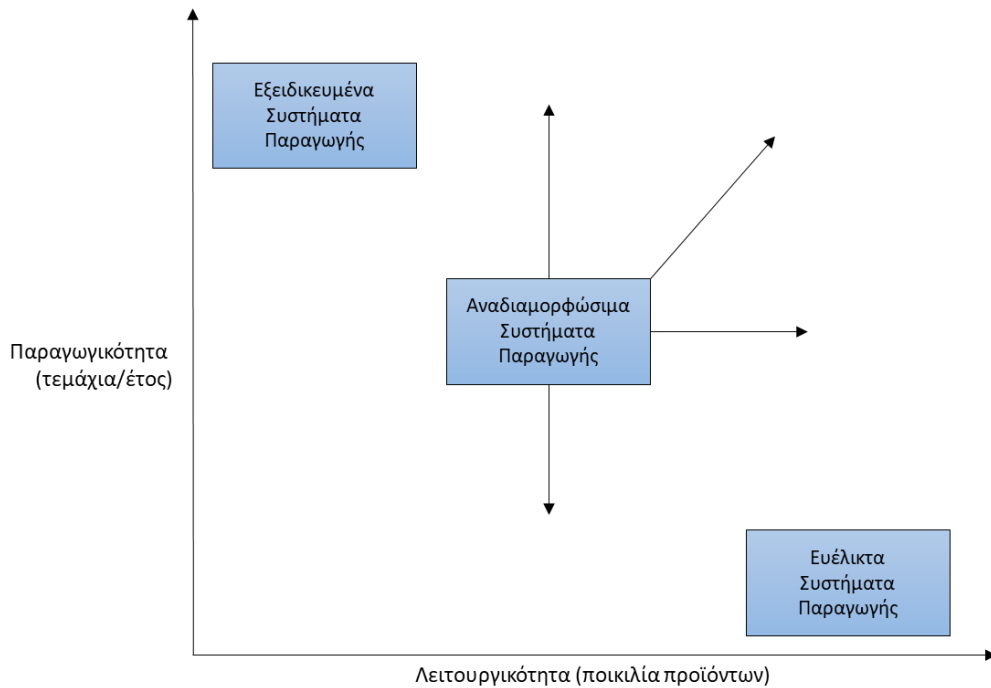 Εξειδικευμένα
Συστήματα
Παραγωγής
Αναδιαμορφώσιμα
Συστήματα
Παραγωγής
Παραγωγικότητα
(τεμάχια/έτος)
Ευέλικτα
Συστήματα
Παραγωγής
Λειτουργικότητα (ποικιλία προϊόντων)